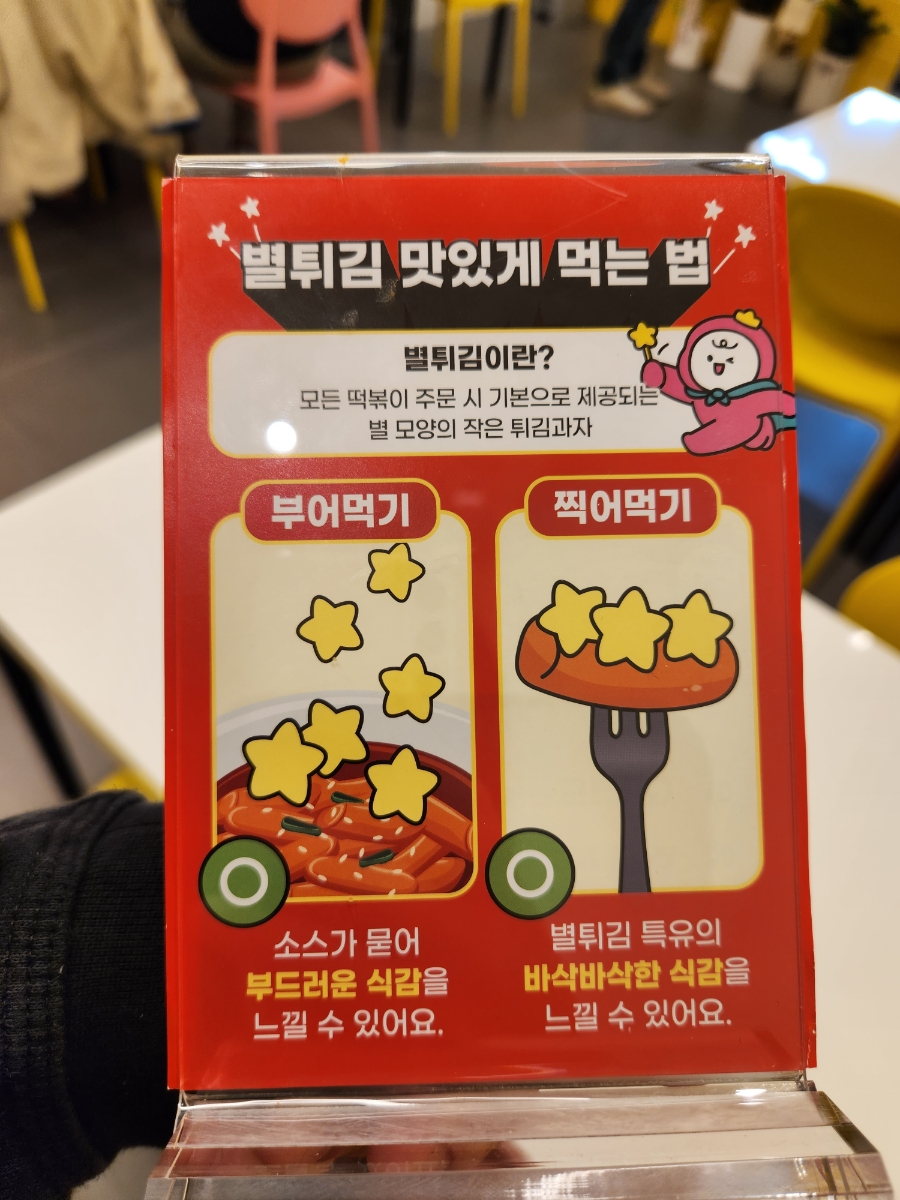 별튀김 맛있게 먹는 법
별튀김이란?
모든 떡볶이 주문 시 기본으로 제공되는
별 모양의 작은 튀김과자
부어먹기
찍어먹기
소스가 묻어
부드러운 식감을
느낄 수 있어요.
별튀김 특유의
바삭바삭한 식감을
느낄 수 있어요.